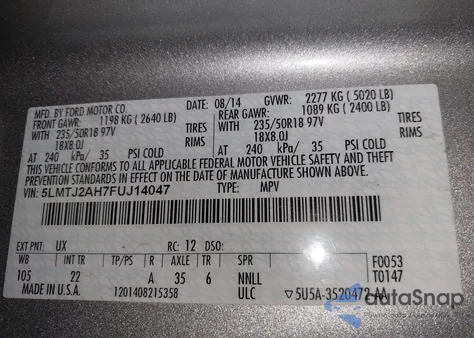 MFD. BY FORD MOTOR CO.
DATE: 08/14 GVWR: 2277 KG ( 5020 LB)
FRONT GAWR: 1198 KG ( 2640 LB) REAR GAWR: 1089 KG ( 2400 LB)
WITH 235/50R18 97V TIRES WITH 235/50R18 97V TIRES
18X8.0J RIMS 18X8.0J RIMS
AT 240 kPa/ 35 PSI COLD AT 240 kPa/ 35 PSI COLD
THIS VEHICLE CONFORMS TO ALL APPLICABLE FEDERAL MOTOR VEHICLE SAFETY AND THEFT
PREVENTION STANDARDS IN EFFECT ON THE DATE OF MANUFACTURE SHOWN ABOVE.
VIN: 5LMTJ2AH7FUJ14047 TYPE: MPV
EXT PNT: UX RC: 12 DSO:
WB INT TR TP/PS R AXLE TR SPR F0053
105 22 A 35 6 NNLL T0147
MADE IN U.S.A. 1201408215358 ULC ▽5U5A-3520472-AA
dataSnap